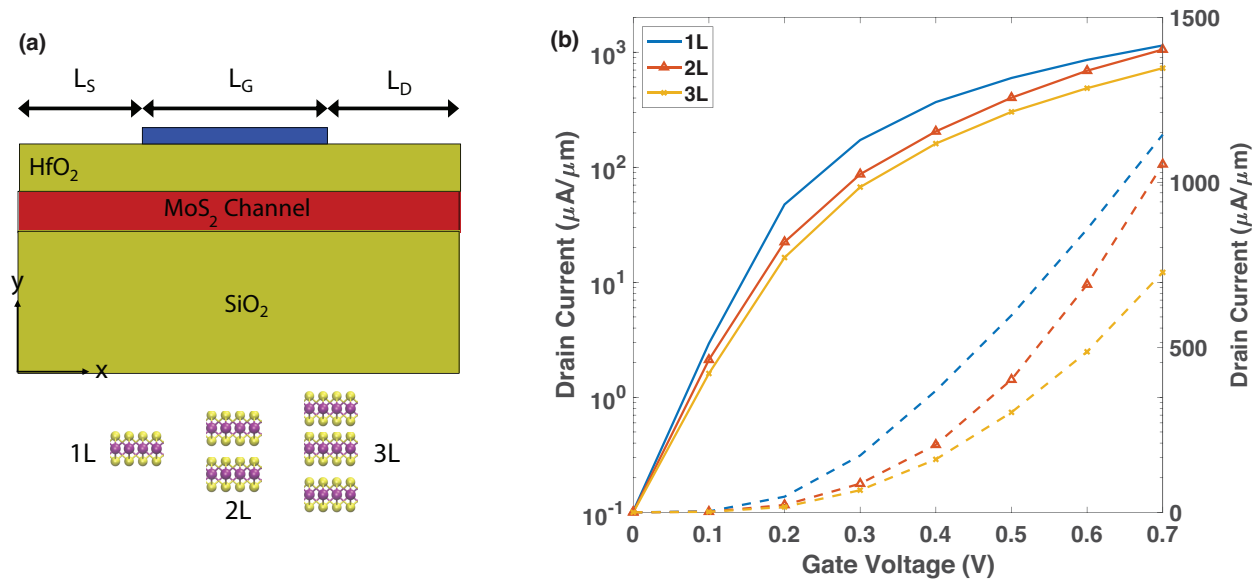 (a)
L_S
L_G
L_D
HfO₂
MoS₂ Channel
SiO₂
y
x
1L
2L
3L
(b)
1L
2L
3L
Drain Current (μA/μm)
10³
10²
10¹
10⁰
10⁻¹
0 0.1 0.2 0.3 0.4 0.5 0.6 0.7
Gate Voltage (V)
1500
1000
500
0
Drain Current (μA/μm)